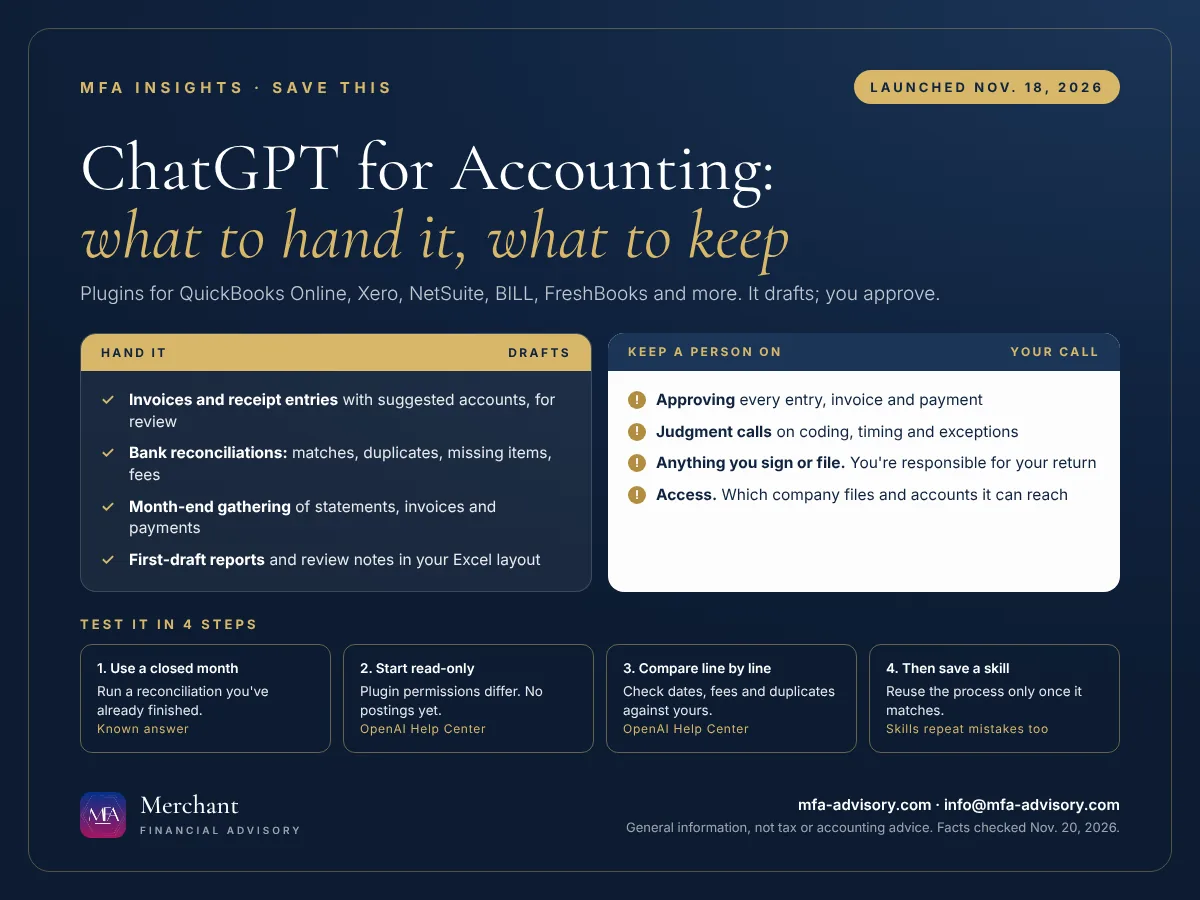 MFA INSIGHTS · SAVE THIS
LAUNCHED NOV. 18, 2026
ChatGPT for Accounting:
what to hand it, what to keep
Plugins for QuickBooks Online, Xero, NetSuite, BILL, FreshBooks and more. It drafts; you approve.
HAND IT
DRAFTS
Invoices and receipt entries with suggested accounts, for
review
Bank reconciliations: matches, duplicates, missing items,
fees
Month-end gathering of statements, invoices and
payments
First-draft reports and review notes in your Excel layout
KEEP A PERSON ON
YOUR CALL
Approving every entry, invoice and payment
Judgment calls on coding, timing and exceptions
Anything you sign or file. You're responsible for your return
Access. Which company files and accounts it can reach
TEST IT IN 4 STEPS
1. Use a closed month
Run a reconciliation you've
already finished.
Known answer
2. Start read-only
Plugin permissions differ. No
postings yet.
OpenAI Help Center
3. Compare line by line
Check dates, fees and duplicates
against yours.
OpenAI Help Center
4. Then save a skill
Reuse the process only once it
matches.
Skills repeat mistakes too
MFA
Merchant
FINANCIAL ADVISORY
mfa-advisory.com · info@mfa-advisory.com
General information, not tax or accounting advice. Facts checked Nov. 20, 2026.